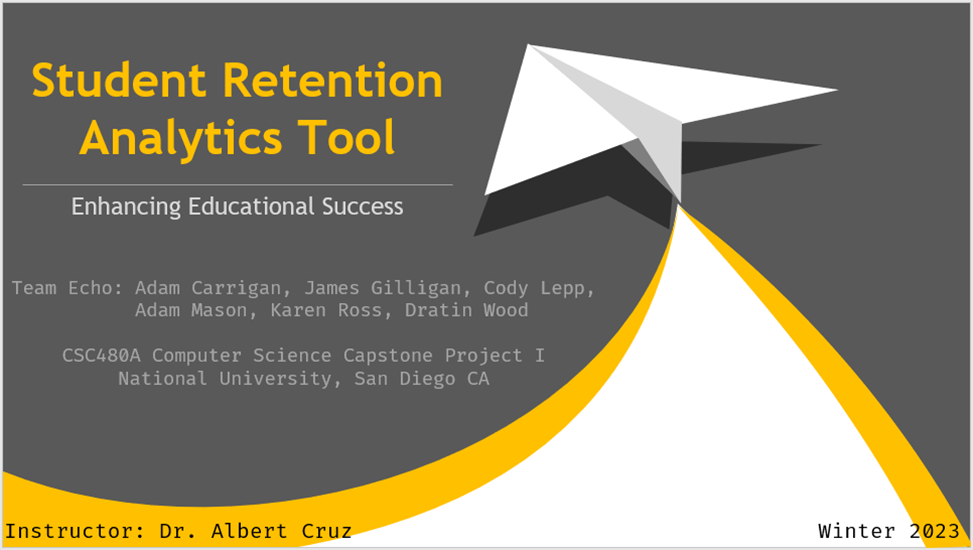 Student Retention
Analytics Tool
Enhancing Educational Success
Team Echo: Adam Carrigan, James Gilligan, Cody Lepp,
Adam Mason, Karen Ross, Dratin Wood
CSC480A Computer Science Capstone Project I
National University, San Diego CA
Instructor: Dr. Albert Cruz
Winter 2023